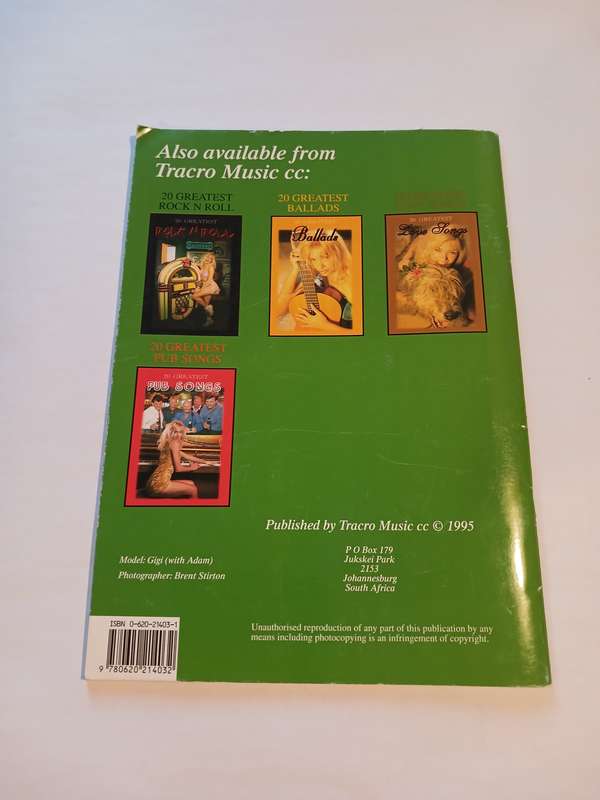 Also available from
Tracro Music cc:
20 GREATEST
ROCK N ROLL
20 GREATEST
BALLADS
20 GREATEST
ROCK N ROLL
Ballads
20 GREATEST
Love Songs
20 GREATEST
PUB SONGS
20 GREATEST
PUB SONGS
Published by Tracro Music cc © 1995
Model: Gigi (with Adam)
Photographer: Brent Stirton
P O Box 179
Jukskei Park
2153
Johannesburg
South Africa
ISBN 0-620-21403-1
9 780620 214032
Unauthorised reproduction of any part of this publication by any
means including photocopying is an infringement of copyright.